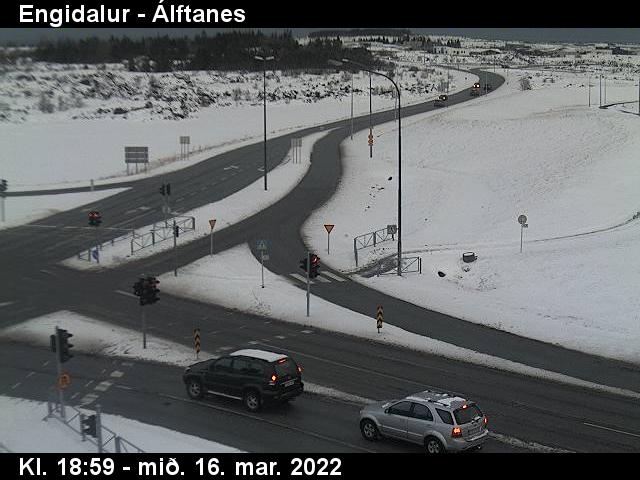 Engidalur - Álftanes
Kl. 18:59 - mið. 16. mar. 2022